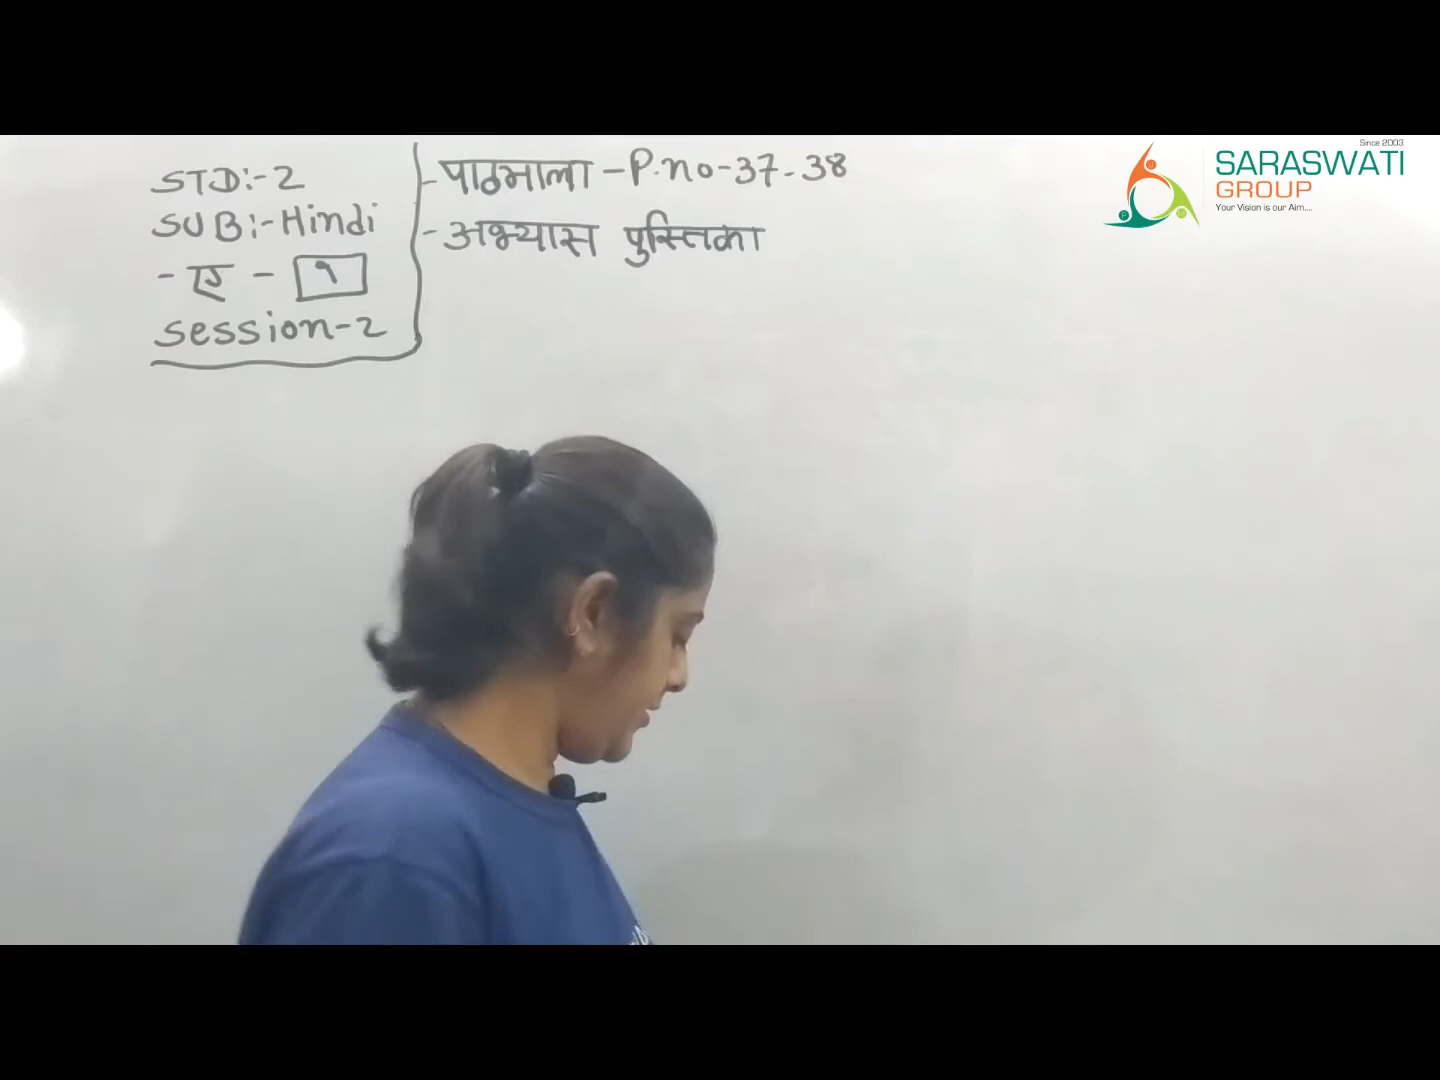 STD:-2
SUB:-Hindi
- ए - १
session-2
- पाठमाला - P.no-37-38
- अभ्यास पुस्तिका
Since 2003
SARASWATI
GROUP
Your Vision is our Aim....